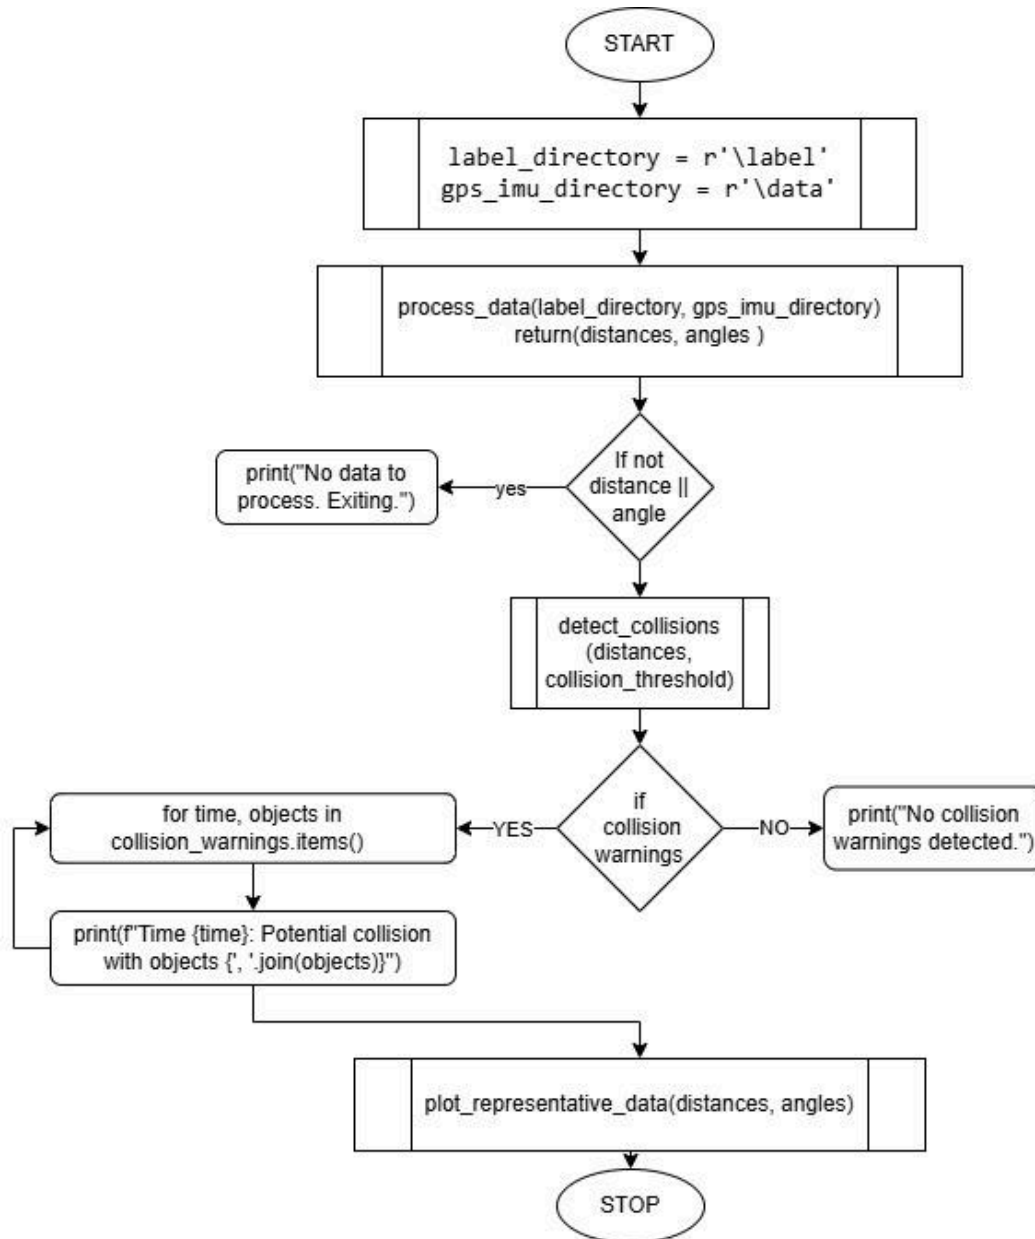 START
label_directory = r'\label'
gps_imu_directory = r'\data'
process_data(label_directory, gps_imu_directory)
return(distances, angles )
If not
distance ||
angle
yes
print("No data to
process. Exiting.")
detect_collisions
(distances,
collision_threshold)
if
collision
warnings
YES
NO
for time, objects in
collision_warnings.items()
print("No collision
warnings detected.")
print(f"Time {time}: Potential collision
with objects {', '.join(objects)}")
plot_representative_data(distances, angles)
STOP